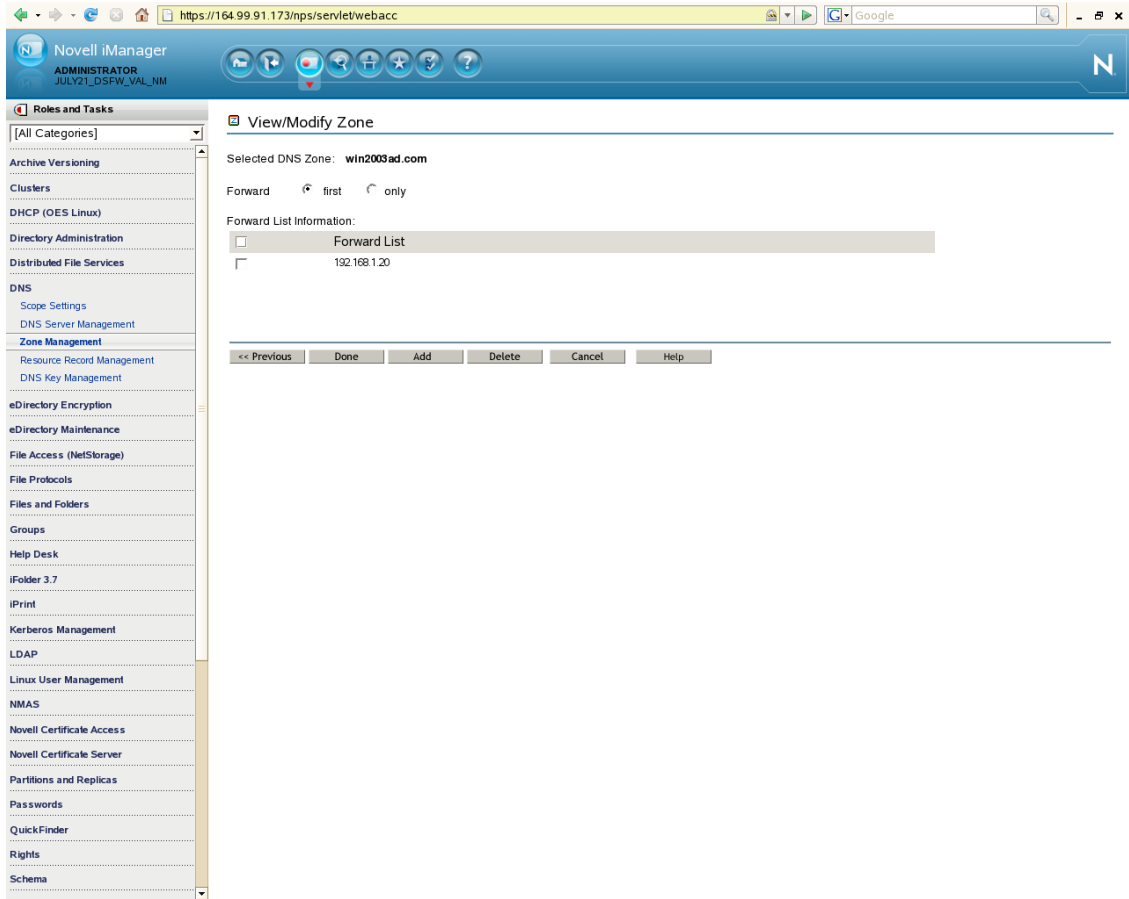 https://164.99.91.173/nps/servlet/webacc
G
Google
N
Novell iManager
ADMINISTRATOR
JULY21_DSFW_VAL_NM
?
N
Roles and Tasks
[All Categories]
Archive Versioning
Clusters
DHCP (OES Linux)
Directory Administration
Distributed File Services
DNS
Scope Settings
DNS Server Management
Zone Management
Resource Record Management
DNS Key Management
eDirectory Encryption
eDirectory Maintenance
File Access (NetStorage)
File Protocols
Files and Folders
Groups
Help Desk
iFolder 3.7
iPrint
Kerberos Management
LDAP
Linux User Management
NMAS
Novell Certificate Access
Novell Certificate Server
Partitions and Replicas
Passwords
QuickFinder
Rights
Schema
Z View/Modify Zone
Selected DNS Zone: win2003ad.com
Forward first only
Forward List Information:
Forward List
192.168.1.20
<< Previous Done Add Delete Cancel Help